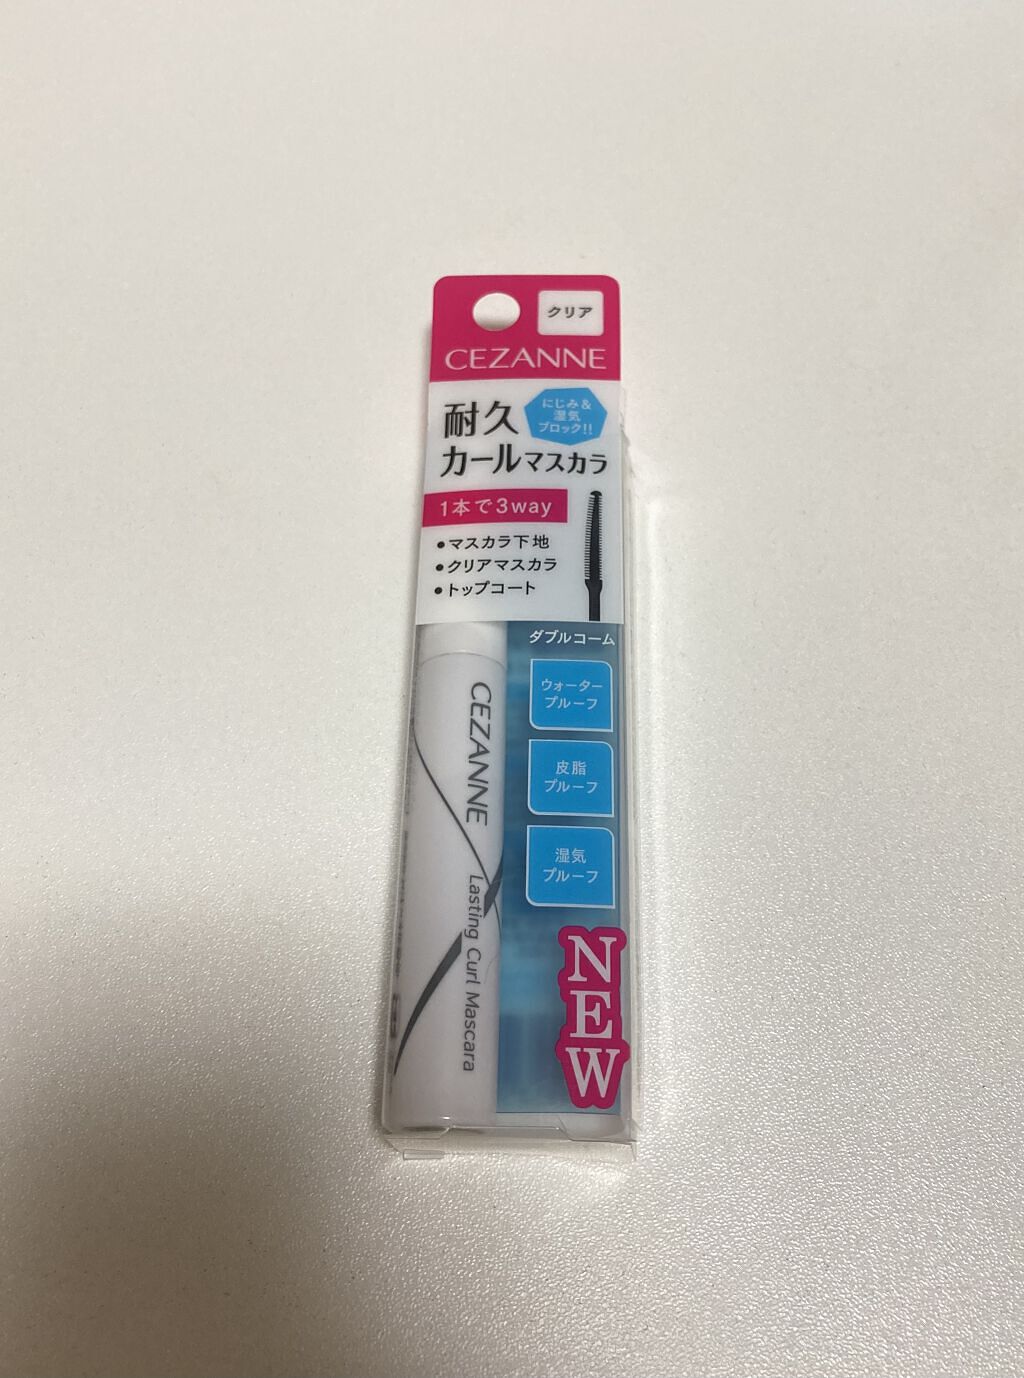 クリア
CEZANNE
耐久
カールマスカラ
にじみ&
湿気
ブロック!!
1本で3way
●マスカラ下地
●クリアマスカラ
●トップコート
ダブルコーム
ウォーター
プルーフ
皮脂
プルーフ
湿気
プルーフ
CEZANNE
Lasting Curl Mascara
NEW